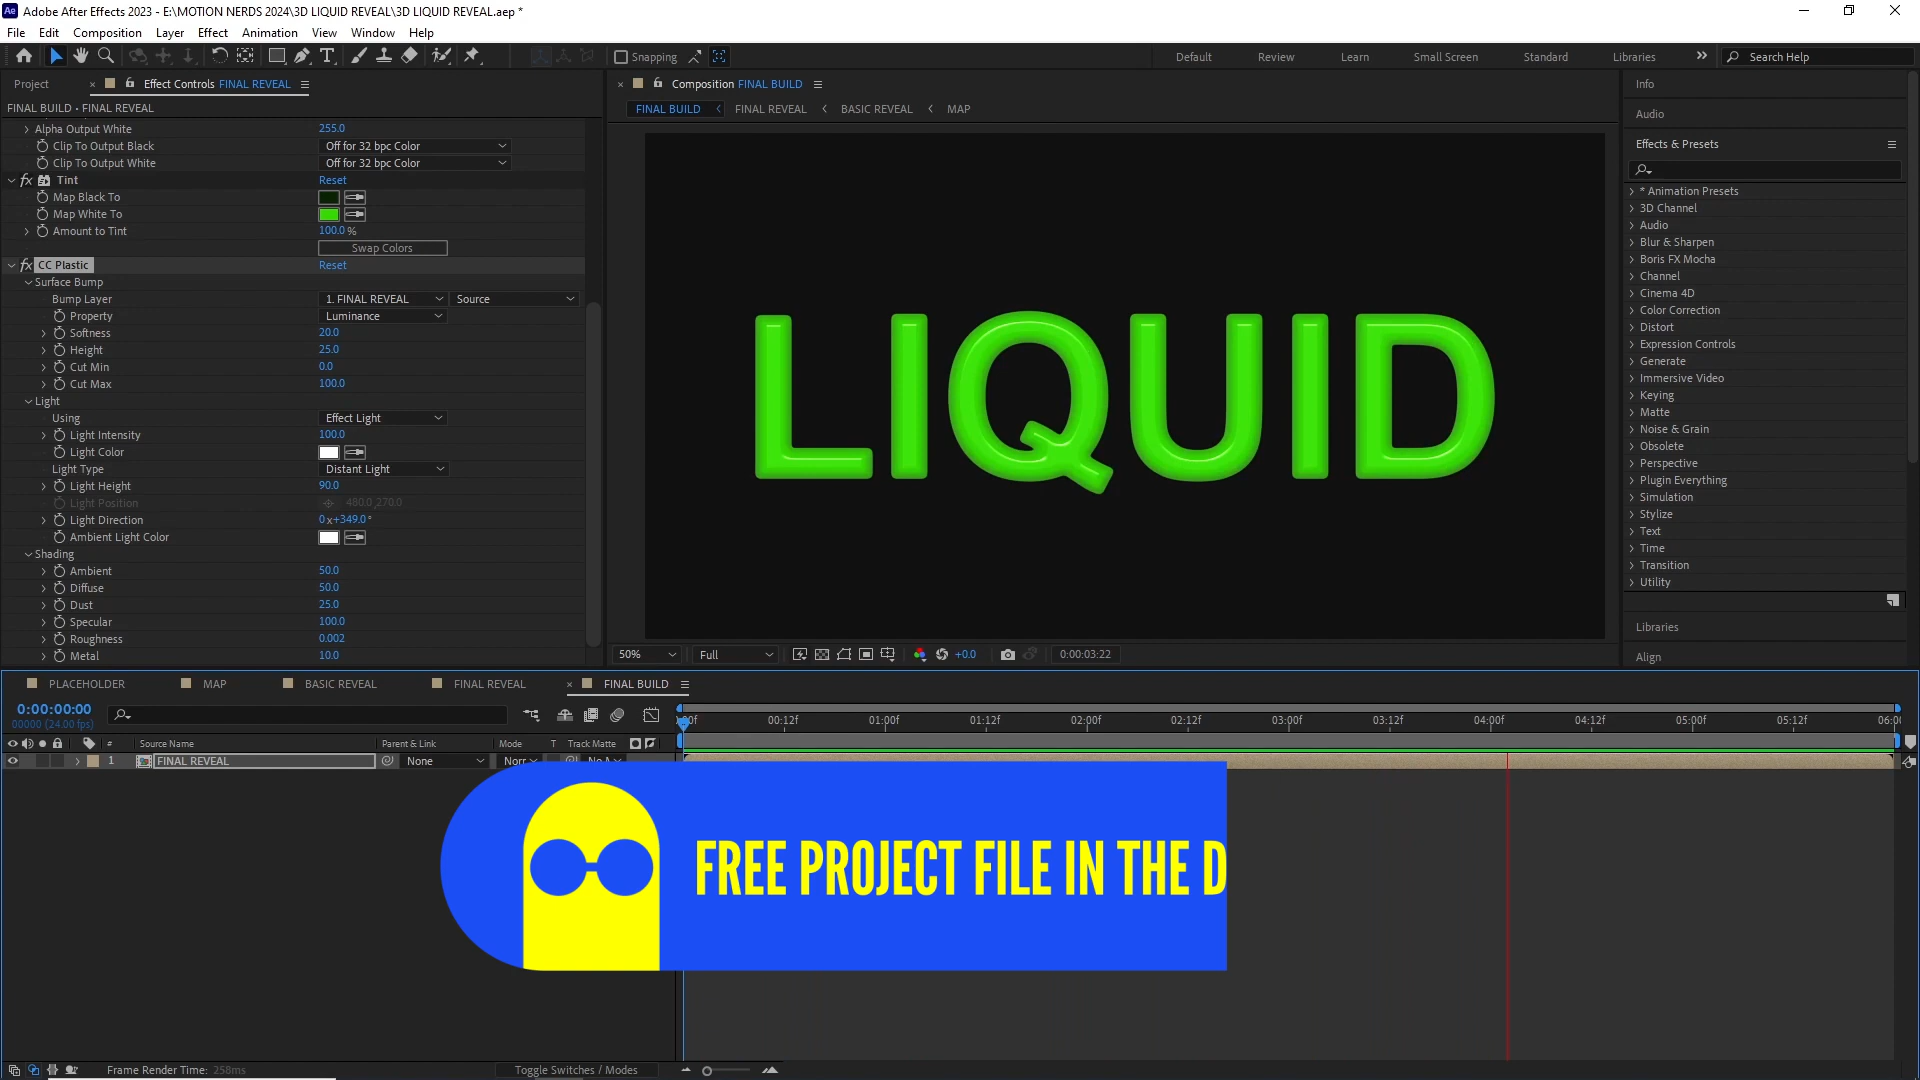 Adobe After Effects 2023 - E:\MOTION NERDS 2024\3D LIQUID REVEAL\3D LIQUID REVEAL.aep *
File Edit Composition Layer Effect Animation View Window Help
Snapping
Default Review Learn Small Screen Standard Libraries Search Help
Project
Effect Controls FINAL REVEAL
FINAL BUILD • FINAL REVEAL
Alpha Output White 255.0
Clip To Output Black Off for 32 bpc Color
Clip To Output White Off for 32 bpc Color
fx Tint Reset
Map Black To
Map White To
Amount to Tint 100.0 %
Swap Colors
fx CC Plastic Reset
Surface Bump
Bump Layer 1. FINAL REVEAL Source
Property Luminance
Softness 20.0
Height 25.0
Cut Min 0.0
Cut Max 100.0
Light
Using Effect Light
Light Intensity 100.0
Light Color
Light Type Distant Light
Light Height 90.0
Light Position 480.0,270.0
Light Direction 0x+349.0°
Ambient Light Color
Shading
Ambient 50.0
Diffuse 50.0
Dust 25.0
Specular 100.0
Roughness 0.002
Metal 10.0
Composition FINAL BUILD
FINAL BUILD FINAL REVEAL BASIC REVEAL MAP
LIQUID
50% Full +0.0 0:00:03:22
Info
Audio
Effects & Presets
* Animation Presets
3D Channel
Audio
Blur & Sharpen
Boris FX Mocha
Channel
Cinema 4D
Color Correction
Distort
Expression Controls
Generate
Immersive Video
Keying
Matte
Noise & Grain
Obsolete
Perspective
Plugin Everything
Simulation
Stylize
Text
Time
Transition
Utility
Libraries
Align
PLACEHOLDER MAP BASIC REVEAL FINAL REVEAL FINAL BUILD
0:00:00:00
00000 (24.00 fps)
00:12f 01:00f 01:12f 02:00f 02:12f 03:00f 03:12f 04:00f 04:12f 05:00f 05:12f
# Source Name Parent & Link Mode T Track Matte
1 FINAL REVEAL None
FREE PROJECT FILE IN THE D
Frame Render Time: 258ms
Toggle Switches / Modes